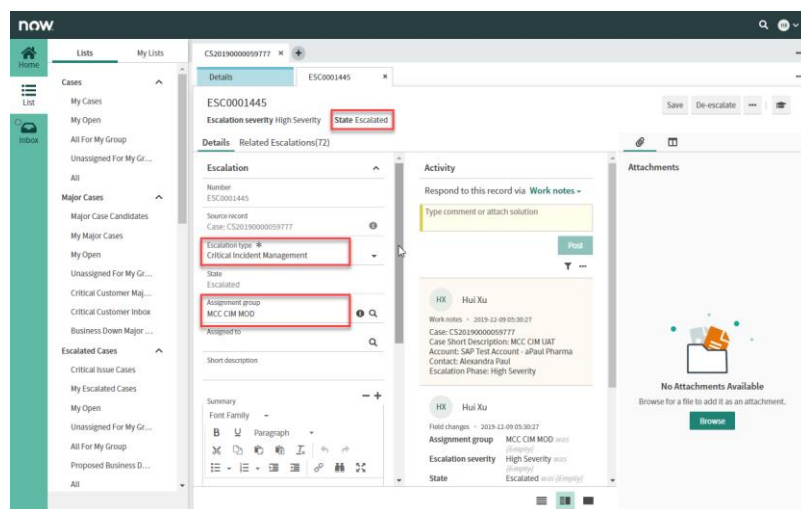 now
HX
Home
List
Inbox
Lists My Lists
Cases
My Cases
My Open
All For My Group
Unassigned For My Gr...
All
Major Cases
Major Case Candidates
My Major Cases
My Open
Unassigned For My Gr...
Critical Customer Maj...
Critical Customer Inbox
Business Down Major ...
Escalated Cases
Critical Issue Cases
My Escalated Cases
My Open
Unassigned For My Gr...
All For My Group
Proposed Business D...
All
CS20190000059777
Details ESC0001445
ESC0001445
Escalation severity High Severity State Escalated
Save De-escalate
Details Related Escalations(72)
Escalation
Number
ESC0001445
Source record
Case: CS20190000059777
Escalation type
Critical Incident Management
State
Escalated
Assignment group
MCC CIM MOD
Assigned to
Short description
Summary
Font Family
B U Paragraph
Activity
Respond to this record via Work notes
Type comment or attach solution
Post
HX Hui Xu
Work notes • 2019-12-09 05:30:27
Case: CS20190000059777
Case Short Description: MCC CIM UAT
Account: SAP Test Account - aPaul Pharma
Contact: Alexandra Paul
Escalation Phase: High Severity
HX Hui Xu
Field changes • 2019-12-09 05:30:27
Assignment group MCC CIM MOD was
[Empty]
Escalation severity High Severity was
[Empty]
State Escalated was [Empty]
Attachments
No Attachments Available
Browse for a file to add it as an attachment.
Browse